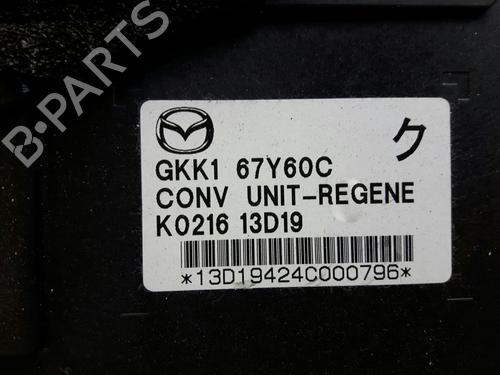 B-PARTS
ク
GKK1 67Y60C
CONV UNIT-REGENE
K0216 13D19
*13D19424C000796*